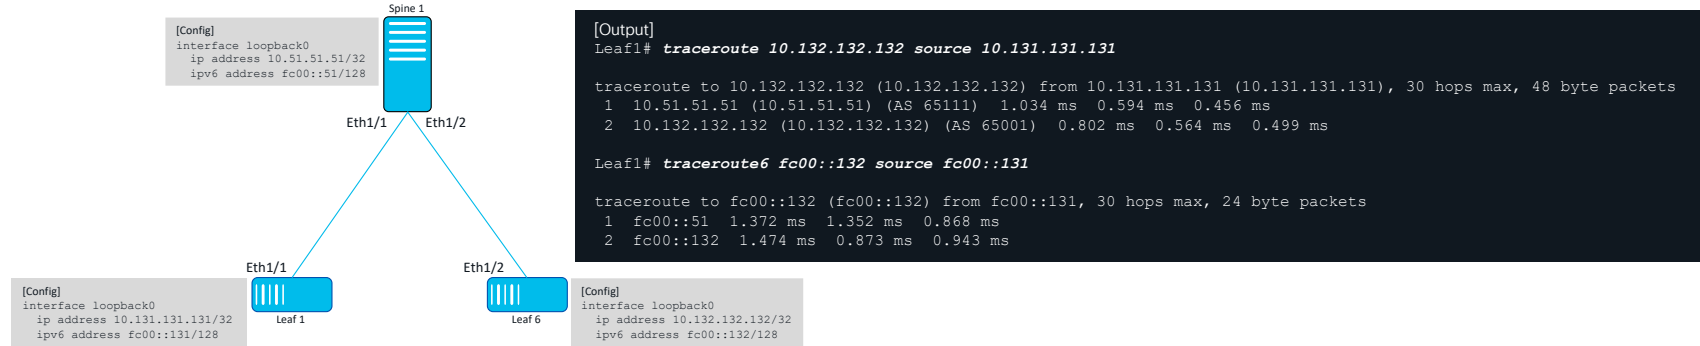 Spine 1
[Config]
interface loopback0
ip address 10.51.51.51/32
ipv6 address fc00::51/128
Eth1/1
Eth1/2
Eth1/1
Eth1/2
[Config]
interface loopback0
ip address 10.131.131.131/32
ipv6 address fc00::131/128
Leaf 1
Leaf 6
[Config]
interface loopback0
ip address 10.132.132.132/32
ipv6 address fc00::132/128
[Output]
Leaf1# traceroute 10.132.132.132 source 10.131.131.131
traceroute to 10.132.132.132 (10.132.132.132) from 10.131.131.131 (10.131.131.131), 30 hops max, 48 byte packets
1 10.51.51.51 (10.51.51.51) (AS 65111) 1.034 ms 0.594 ms 0.456 ms
2 10.132.132.132 (10.132.132.132) (AS 65001) 0.802 ms 0.564 ms 0.499 ms
Leaf1# traceroute6 fc00::132 source fc00::131
traceroute to fc00::132 (fc00::132) from fc00::131, 30 hops max, 24 byte packets
1 fc00::51 1.372 ms 1.352 ms 0.868 ms
2 fc00::132 1.474 ms 0.873 ms 0.943 ms